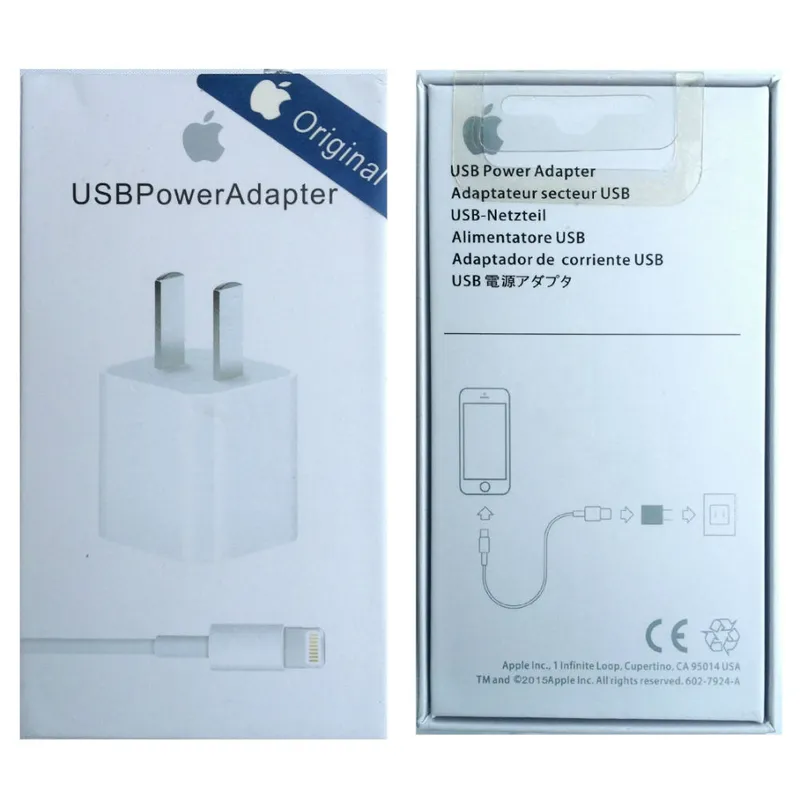 Original
USBPowerAdapter
USB Power Adapter
Adaptateur secteur USB
USB-Netzteil
Alimentatore USB
Adaptador de corriente USB
USB 電源アダプタ
CE
Apple Inc., 1 Infinite Loop, Cupertino, CA 95014 USA
TM and ©2015Apple Inc. All rights reserved. 602-7924-A